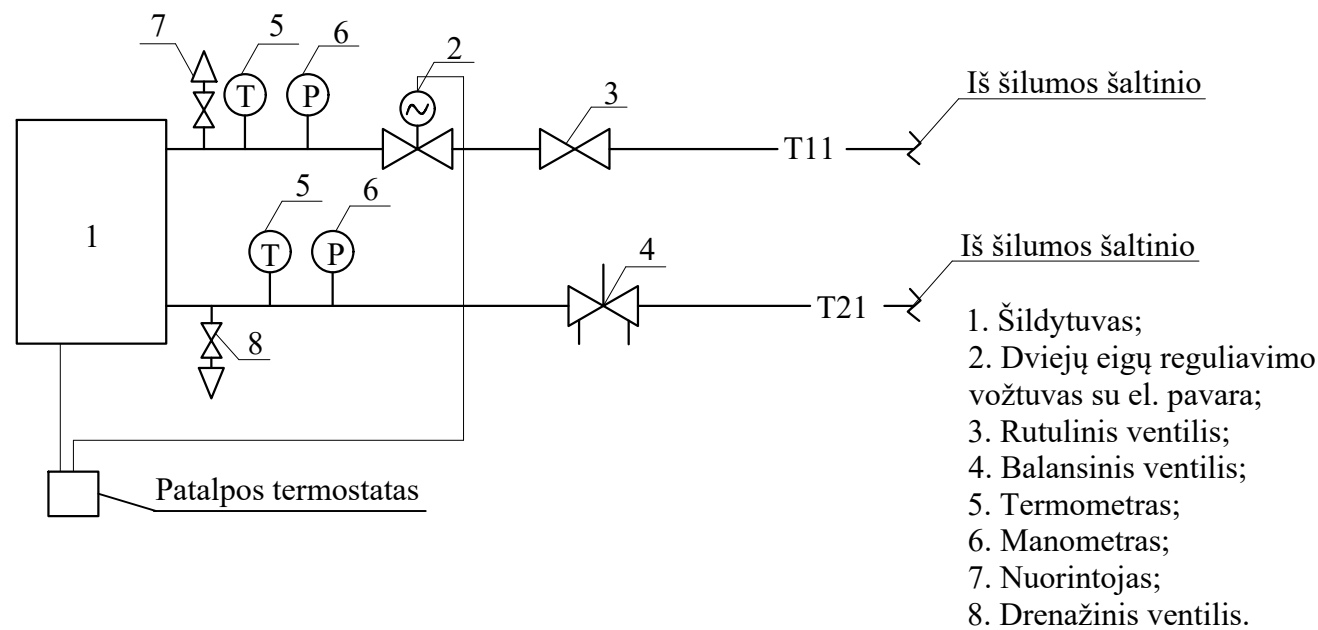 7
5
6
2
3
Iš šilumos šaltinio
T
P
T11
1
5
6
4
Iš šilumos šaltinio
T
P
T21
8
Patalpos termostatas
1. Šildytuvas;
2. Dviejų eigų reguliavimo
vožtuvas su el. pavara;
3. Rutulinis ventilis;
4. Balansinis ventilis;
5. Termometras;
6. Manometras;
7. Nuorintojas;
8. Drenažinis ventilis.